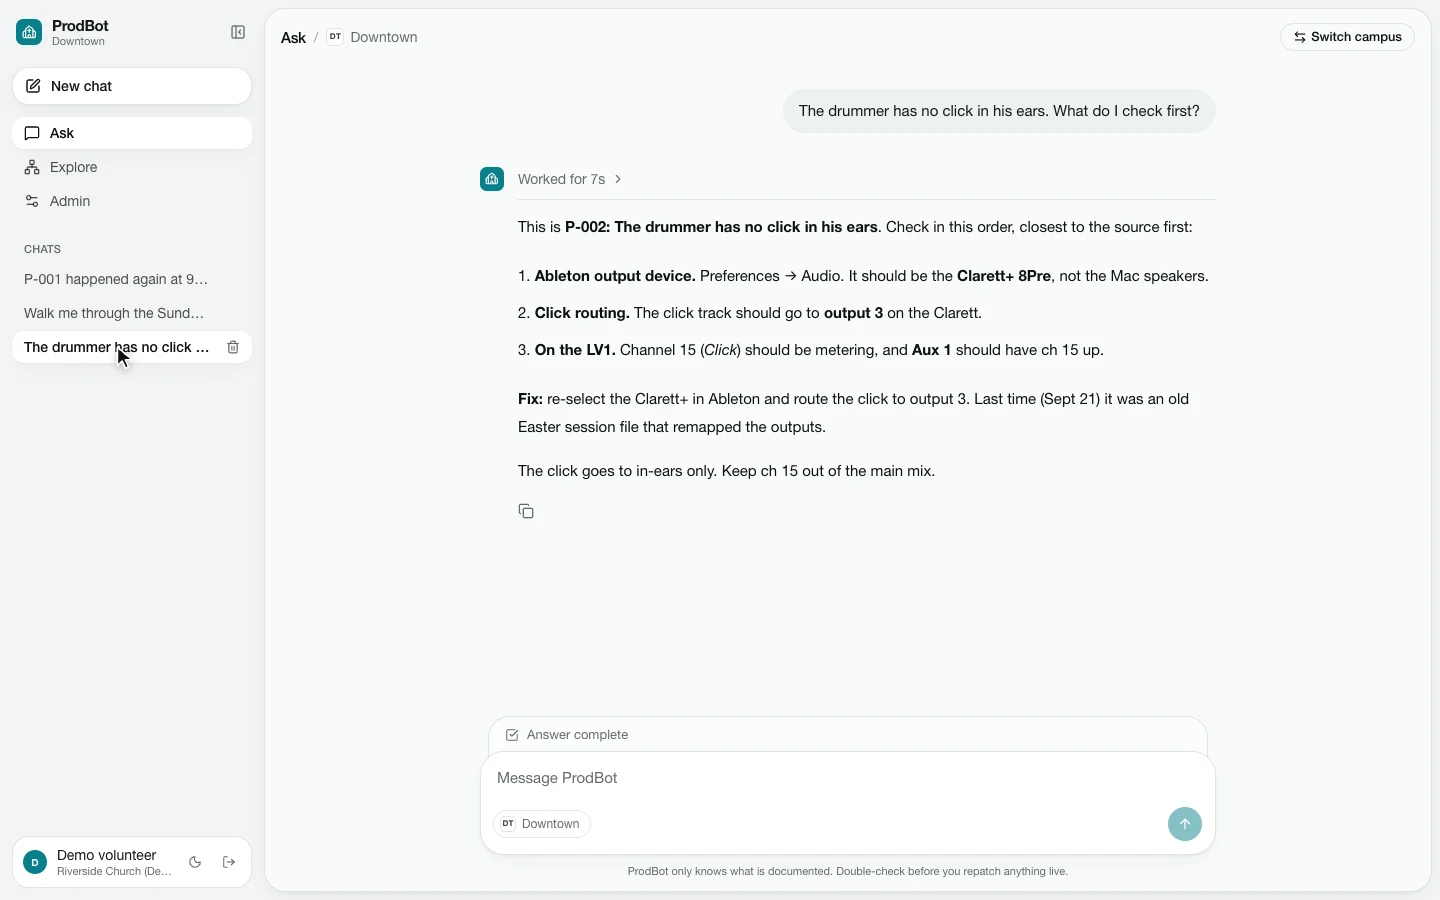 ProdBot
Downtown
New chat
Ask
Explore
Admin
CHATS
P-001 happened again at 9…
Walk me through the Sund…
The drummer has no click …
Demo volunteer
Riverside Church (De…
Ask / DT Downtown
Switch campus
The drummer has no click in his ears. What do I check first?
Worked for 7s
This is P-002: The drummer has no click in his ears. Check in this order, closest to the source first:
1. Ableton output device. Preferences → Audio. It should be the Clarett+ 8Pre, not the Mac speakers.
2. Click routing. The click track should go to output 3 on the Clarett.
3. On the LV1. Channel 15 (Click) should be metering, and Aux 1 should have ch 15 up.
Fix: re-select the Clarett+ in Ableton and route the click to output 3. Last time (Sept 21) it was an old
Easter session file that remapped the outputs.
The click goes to in-ears only. Keep ch 15 out of the main mix.
Answer complete
Message ProdBot
DT Downtown
D
ProdBot only knows what is documented. Double-check before you repatch anything live.